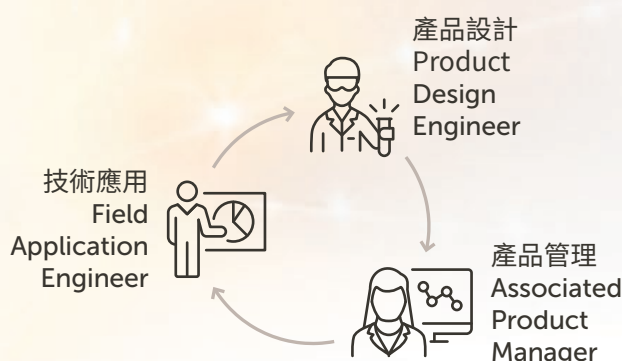 產品設計
Product
Design
Engineer
技術應用
Field
Application
Engineer
產品管理
Associated
Product
Manager